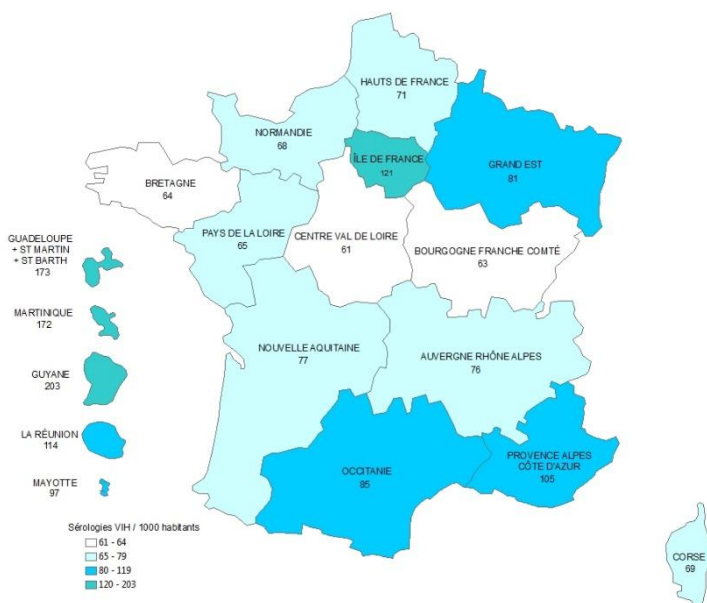 HAUTS DE FRANCE
71
NORMANDIE
68
ÎLE DE FRANCE
121
GRAND EST
81
BRETAGNE
64
PAYS DE LA LOIRE
65
CENTRE VAL DE LOIRE
61
BOURGOGNE FRANCHE COMTÉ
63
GUADELOUPE
+ ST MARTIN
+ ST BARTH
173
MARTINIQUE
172
GUYANE
203
LA RÉUNION
114
MAYOTTE
97
NOUVELLE AQUITAINE
77
AUVERGNE RHÔNE ALPES
76
OCCITANIE
85
PROVENCE ALPES
CÔTE D'AZUR
105
CORSE
69
Sérologies VIH / 1000 habitants
61 - 64
65 - 79
80 - 119
120 - 203